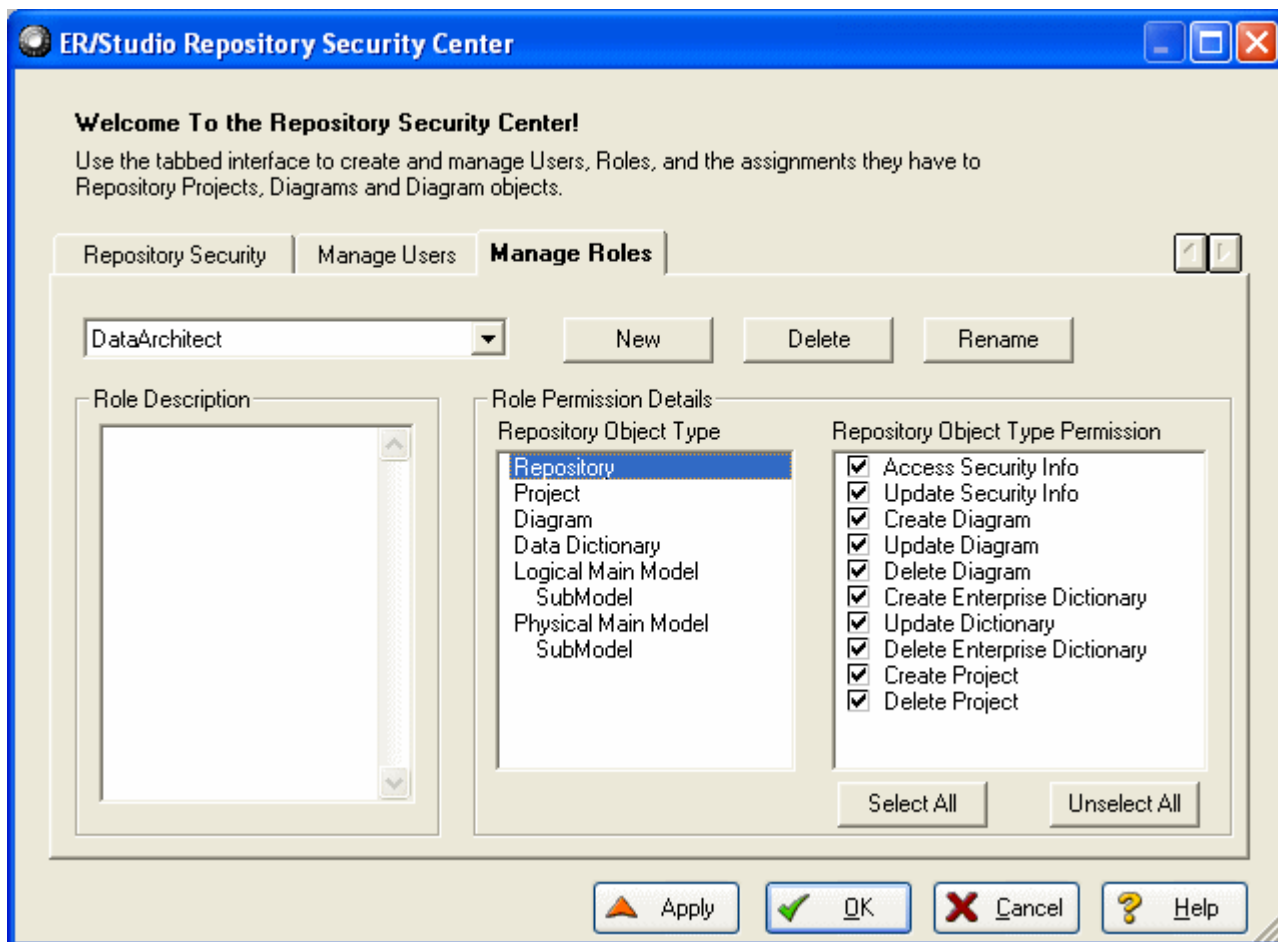 ER/Studio Repository Security Center
Welcome To the Repository Security Center!
Use the tabbed interface to create and manage Users, Roles, and the assignments they have to
Repository Projects, Diagrams and Diagram objects.
Repository Security
Manage Users
Manage Roles
DataArchitect
New
Delete
Rename
Role Description
Role Permission Details
Repository Object Type
Repository
Project
Diagram
Data Dictionary
Logical Main Model
SubModel
Physical Main Model
SubModel
Repository Object Type Permission
Access Security Info
Update Security Info
Create Diagram
Update Diagram
Delete Diagram
Create Enterprise Dictionary
Update Dictionary
Delete Enterprise Dictionary
Create Project
Delete Project
Select All
Unselect All
Apply
OK
Cancel
Help